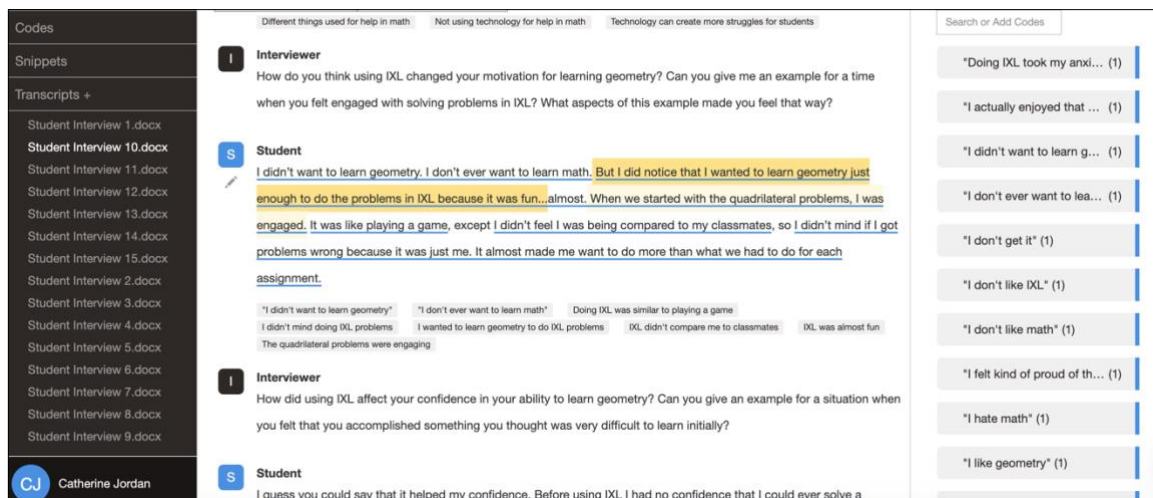 Codes
Snippets
Transcripts +
Student Interview 1.docx
Student Interview 10.docx
Student Interview 11.docx
Student Interview 12.docx
Student Interview 13.docx
Student Interview 14.docx
Student Interview 15.docx
Student Interview 2.docx
Student Interview 3.docx
Student Interview 4.docx
Student Interview 5.docx
Student Interview 6.docx
Student Interview 7.docx
Student Interview 8.docx
Student Interview 9.docx
CJ Catherine Jordan
Different things used for help in math Not using technology for help in math Technology can create more struggles for students
I Interviewer
How do you think using IXL changed your motivation for learning geometry? Can you give me an example for a time
when you felt engaged with solving problems in IXL? What aspects of this example made you feel that way?
S Student
I didn't want to learn geometry. I don't ever want to learn math. But I did notice that I wanted to learn geometry just
enough to do the problems in IXL because it was fun...almost. When we started with the quadrilateral problems, I was
engaged. It was like playing a game, except I didn't feel I was being compared to my classmates, so I didn't mind if I got
problems wrong because it was just me. It almost made me want to do more than what we had to do for each
assignment.
"I didn't want to learn geometry" "I don't ever want to learn math" Doing IXL was similar to playing a game
I didn't mind doing IXL problems I wanted to learn geometry to do IXL problems IXL didn't compare me to classmates IXL was almost fun
The quadrilateral problems were engaging
I Interviewer
How did using IXL affect your confidence in your ability to learn geometry? Can you give an example for a situation when
you felt that you accomplished something you thought was very difficult to learn initially?
S Student
I guess you could say that it helped my confidence. Before using IXL I had no confidence that I could ever solve a
Search or Add Codes
"Doing IXL took my anxi... (1)
"I actually enjoyed that ... (1)
"I didn't want to learn g... (1)
"I don't ever want to lea... (1)
"I don't get it" (1)
"I don't like IXL" (1)
"I don't like math" (1)
"I felt kind of proud of th... (1)
"I hate math" (1)
"I like geometry" (1)